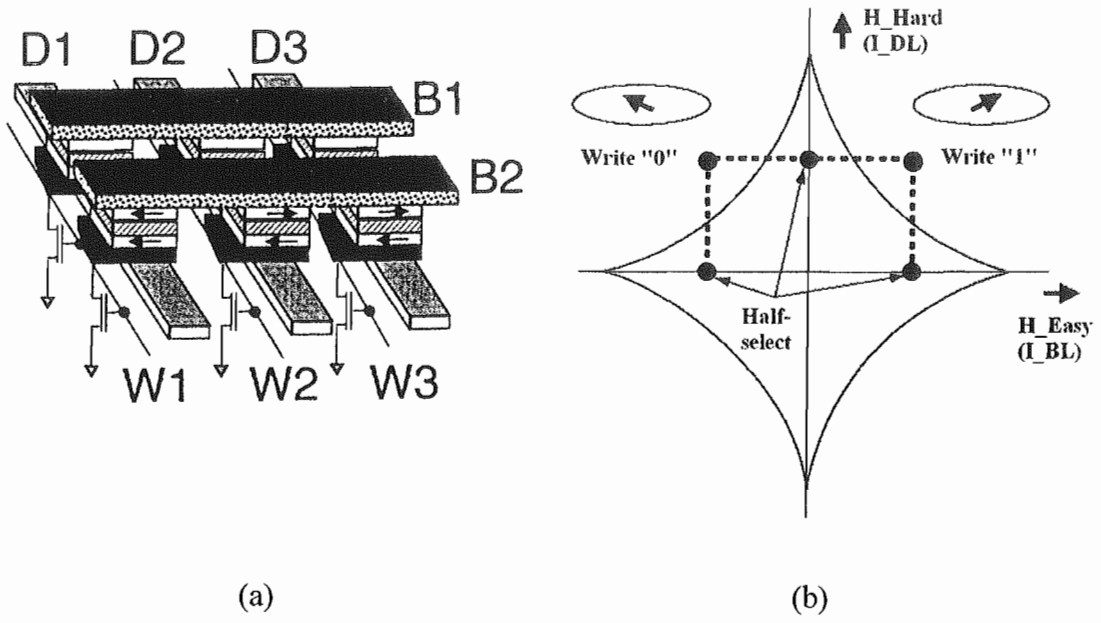 D1
D2
D3
B1
B2
W1
W2
W3
(a)
H_Hard
(I_DL)
Write "0"
Write "1"
Half-
select
H_Easy
(I_BL)
(b)